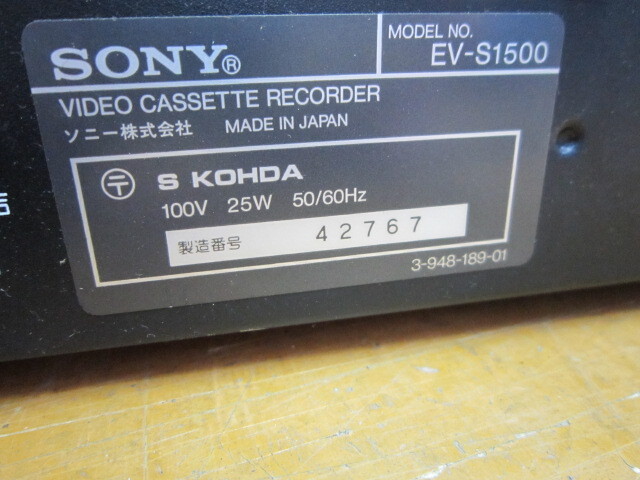 SONY®
MODEL NO.
EV-S1500
VIDEO CASSETTE RECORDER
ソニー株式会社 MADE IN JAPAN
〒 S KOHDA
100V 25W 50/60Hz
製造番号 42767
3-948-189-01